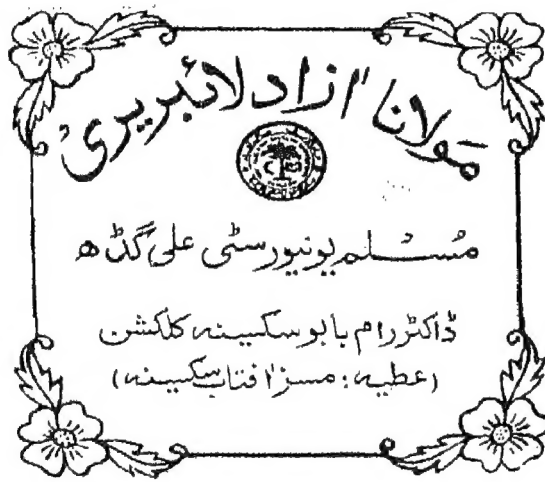 مولانا آزاد لائبریری
مسلم یونیورسٹی علی گڈھ
ڈاکٹر رام بابو سکسینہ کلکشن
(عطیہ: مسز آفتاب سکسینہ)